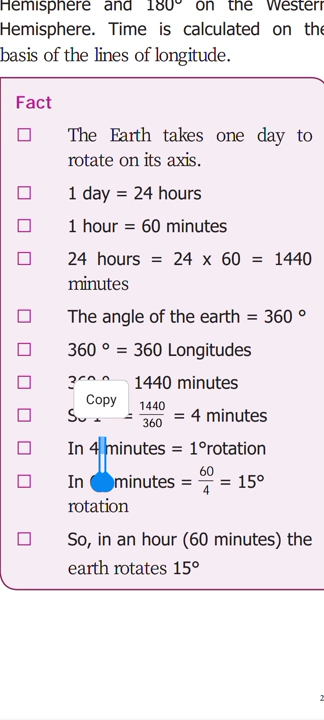 Hemisphere and 180° on the Western
Hemisphere. Time is calculated on the
basis of the lines of longitude.
Fact
The Earth takes one day to
rotate on its axis.
1 day = 24 hours
1 hour = 60 minutes
24 hours = 24 x 60 = 1440
minutes
The angle of the earth = 360 °
360 ° = 360 Longitudes
1440 minutes
Copy
= 1440/360 = 4 minutes
In 4 minutes = 1°rotation
In minutes = 60/4 = 15°
rotation
So, in an hour (60 minutes) the
earth rotates 15°
2